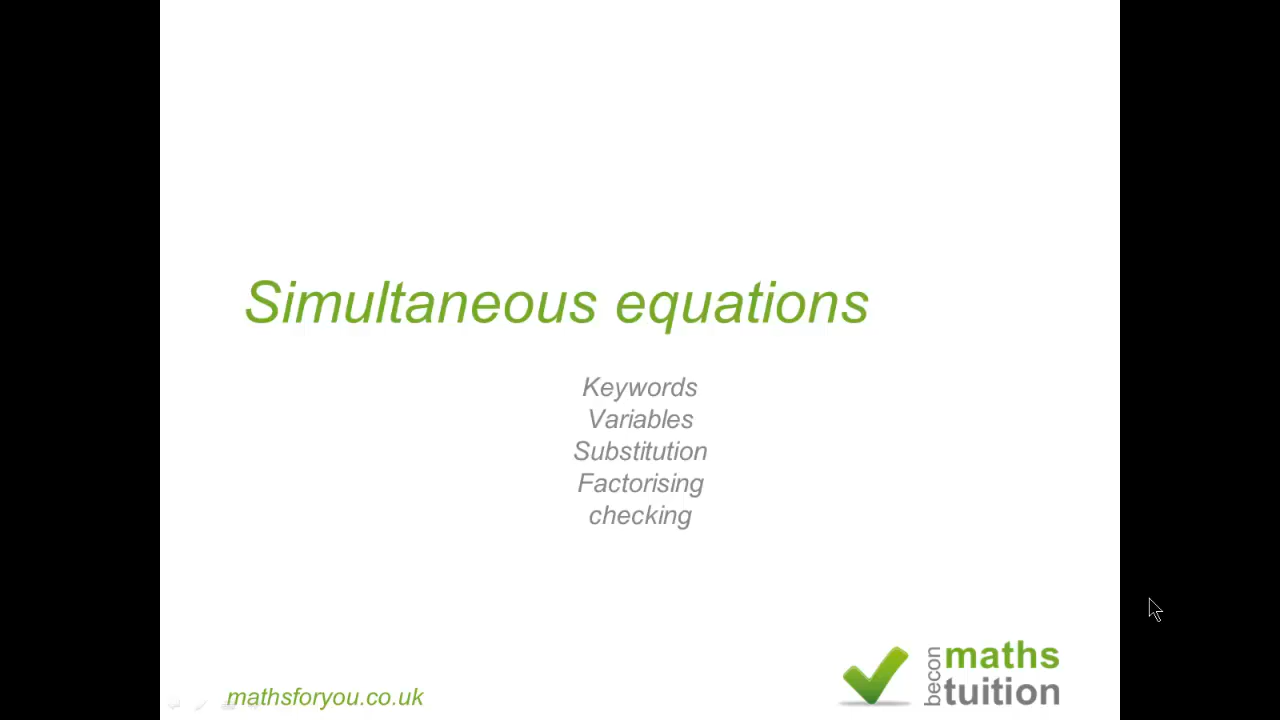 Simultaneous equations
Keywords
Variables
Substitution
Factorising
checking
mathsforyou.co.uk
becon
maths
tuition